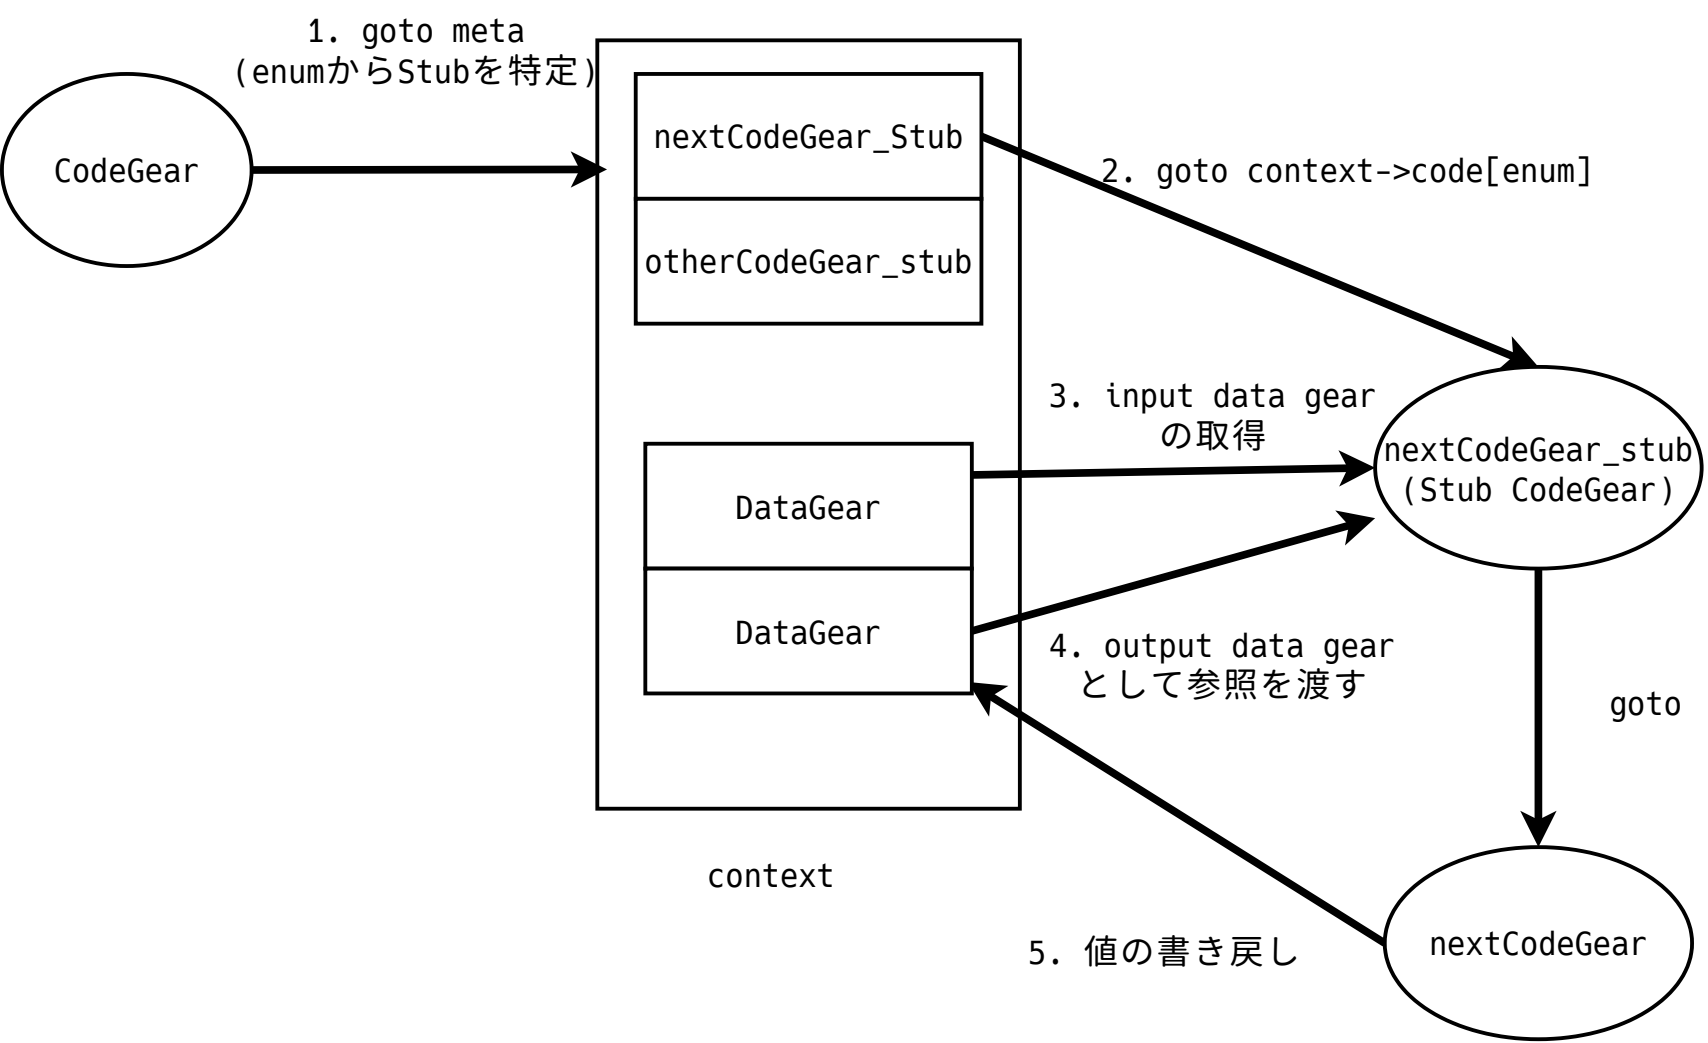 1. goto meta
(enumからStubを特定)
CodeGear
nextCodeGear_Stub
2. goto context->code[enum]
otherCodeGear_stub
3. input data gear
の取得
nextCodeGear_stub
(Stub CodeGear)
DataGear
DataGear
4. output data gear
として参照を渡す
goto
context
5. 値の書き戻し
nextCodeGear